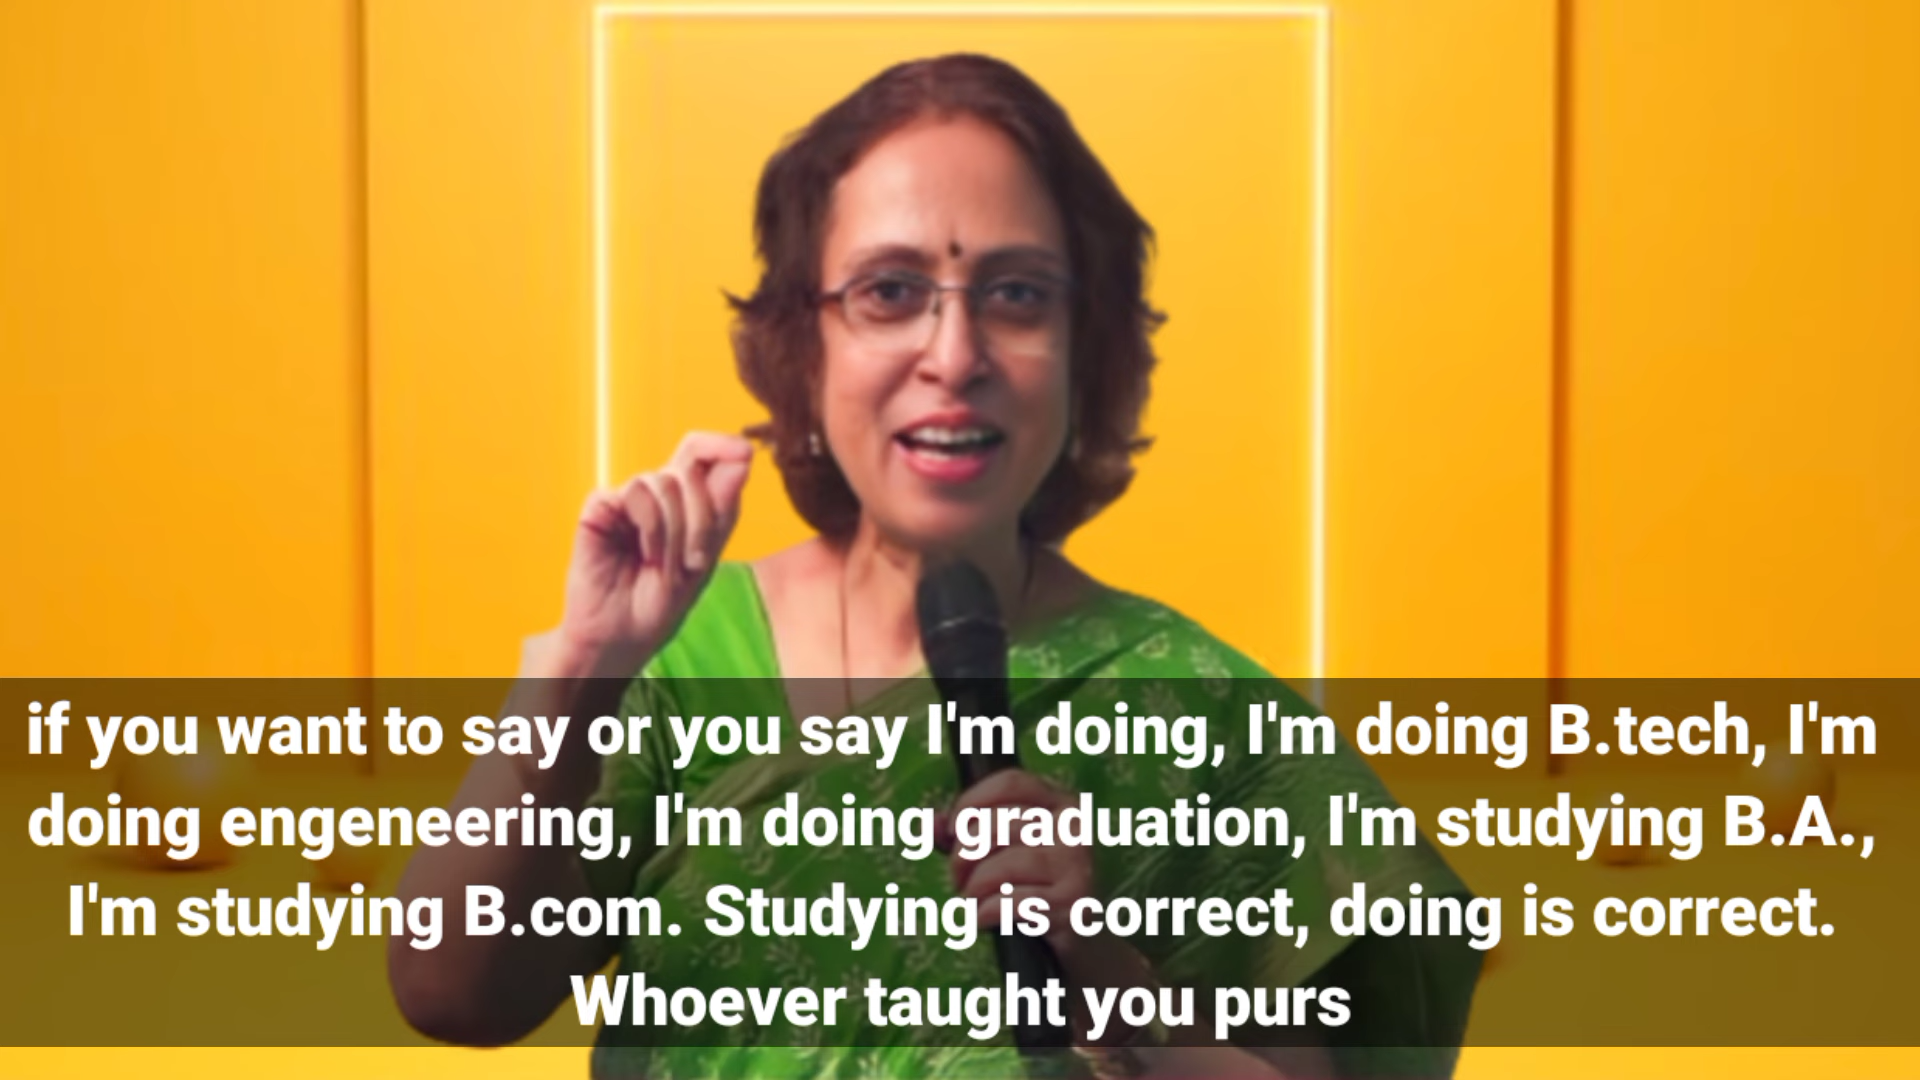 if you want to say or you say I'm doing, I'm doing B.tech, I'm
doing engeneering, I'm doing graduation, I'm studying B.A.,
I'm studying B.com. Studying is correct, doing is correct.
Whoever taught you purs